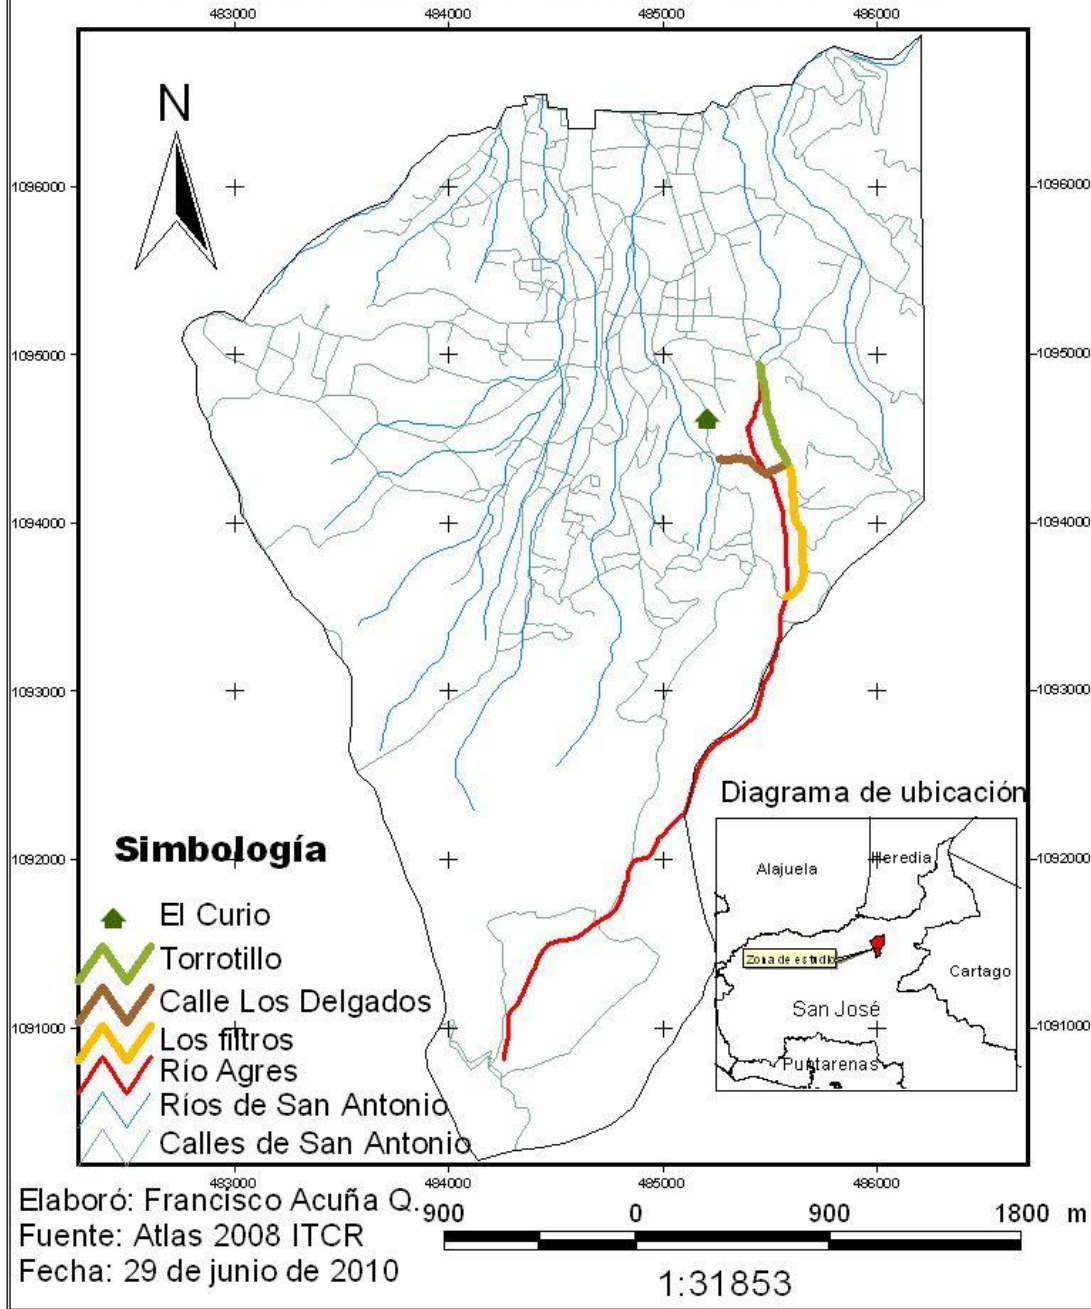 483000 484000 485000 486000
N
1096000 1096000
1095000 1095000
1094000 1094000
1093000 1093000
Diagrama de ubicación
Simbología
1092000 1092000
Alajuela Heredia
El Curio
Torrotillo
Zona de estudio
Cartago
Calle Los Delgados
San José
1091000 1091000
Los filtros
Puntarenas
Río Agres
Ríos de San Antonio
Calles de San Antonio
483000 484000 485000 486000
Elaboró: Francisco Acuña Q.
900 0 900 1800 m
Fuente: Atlas 2008 ITCR
Fecha: 29 de junio de 2010
1:31853